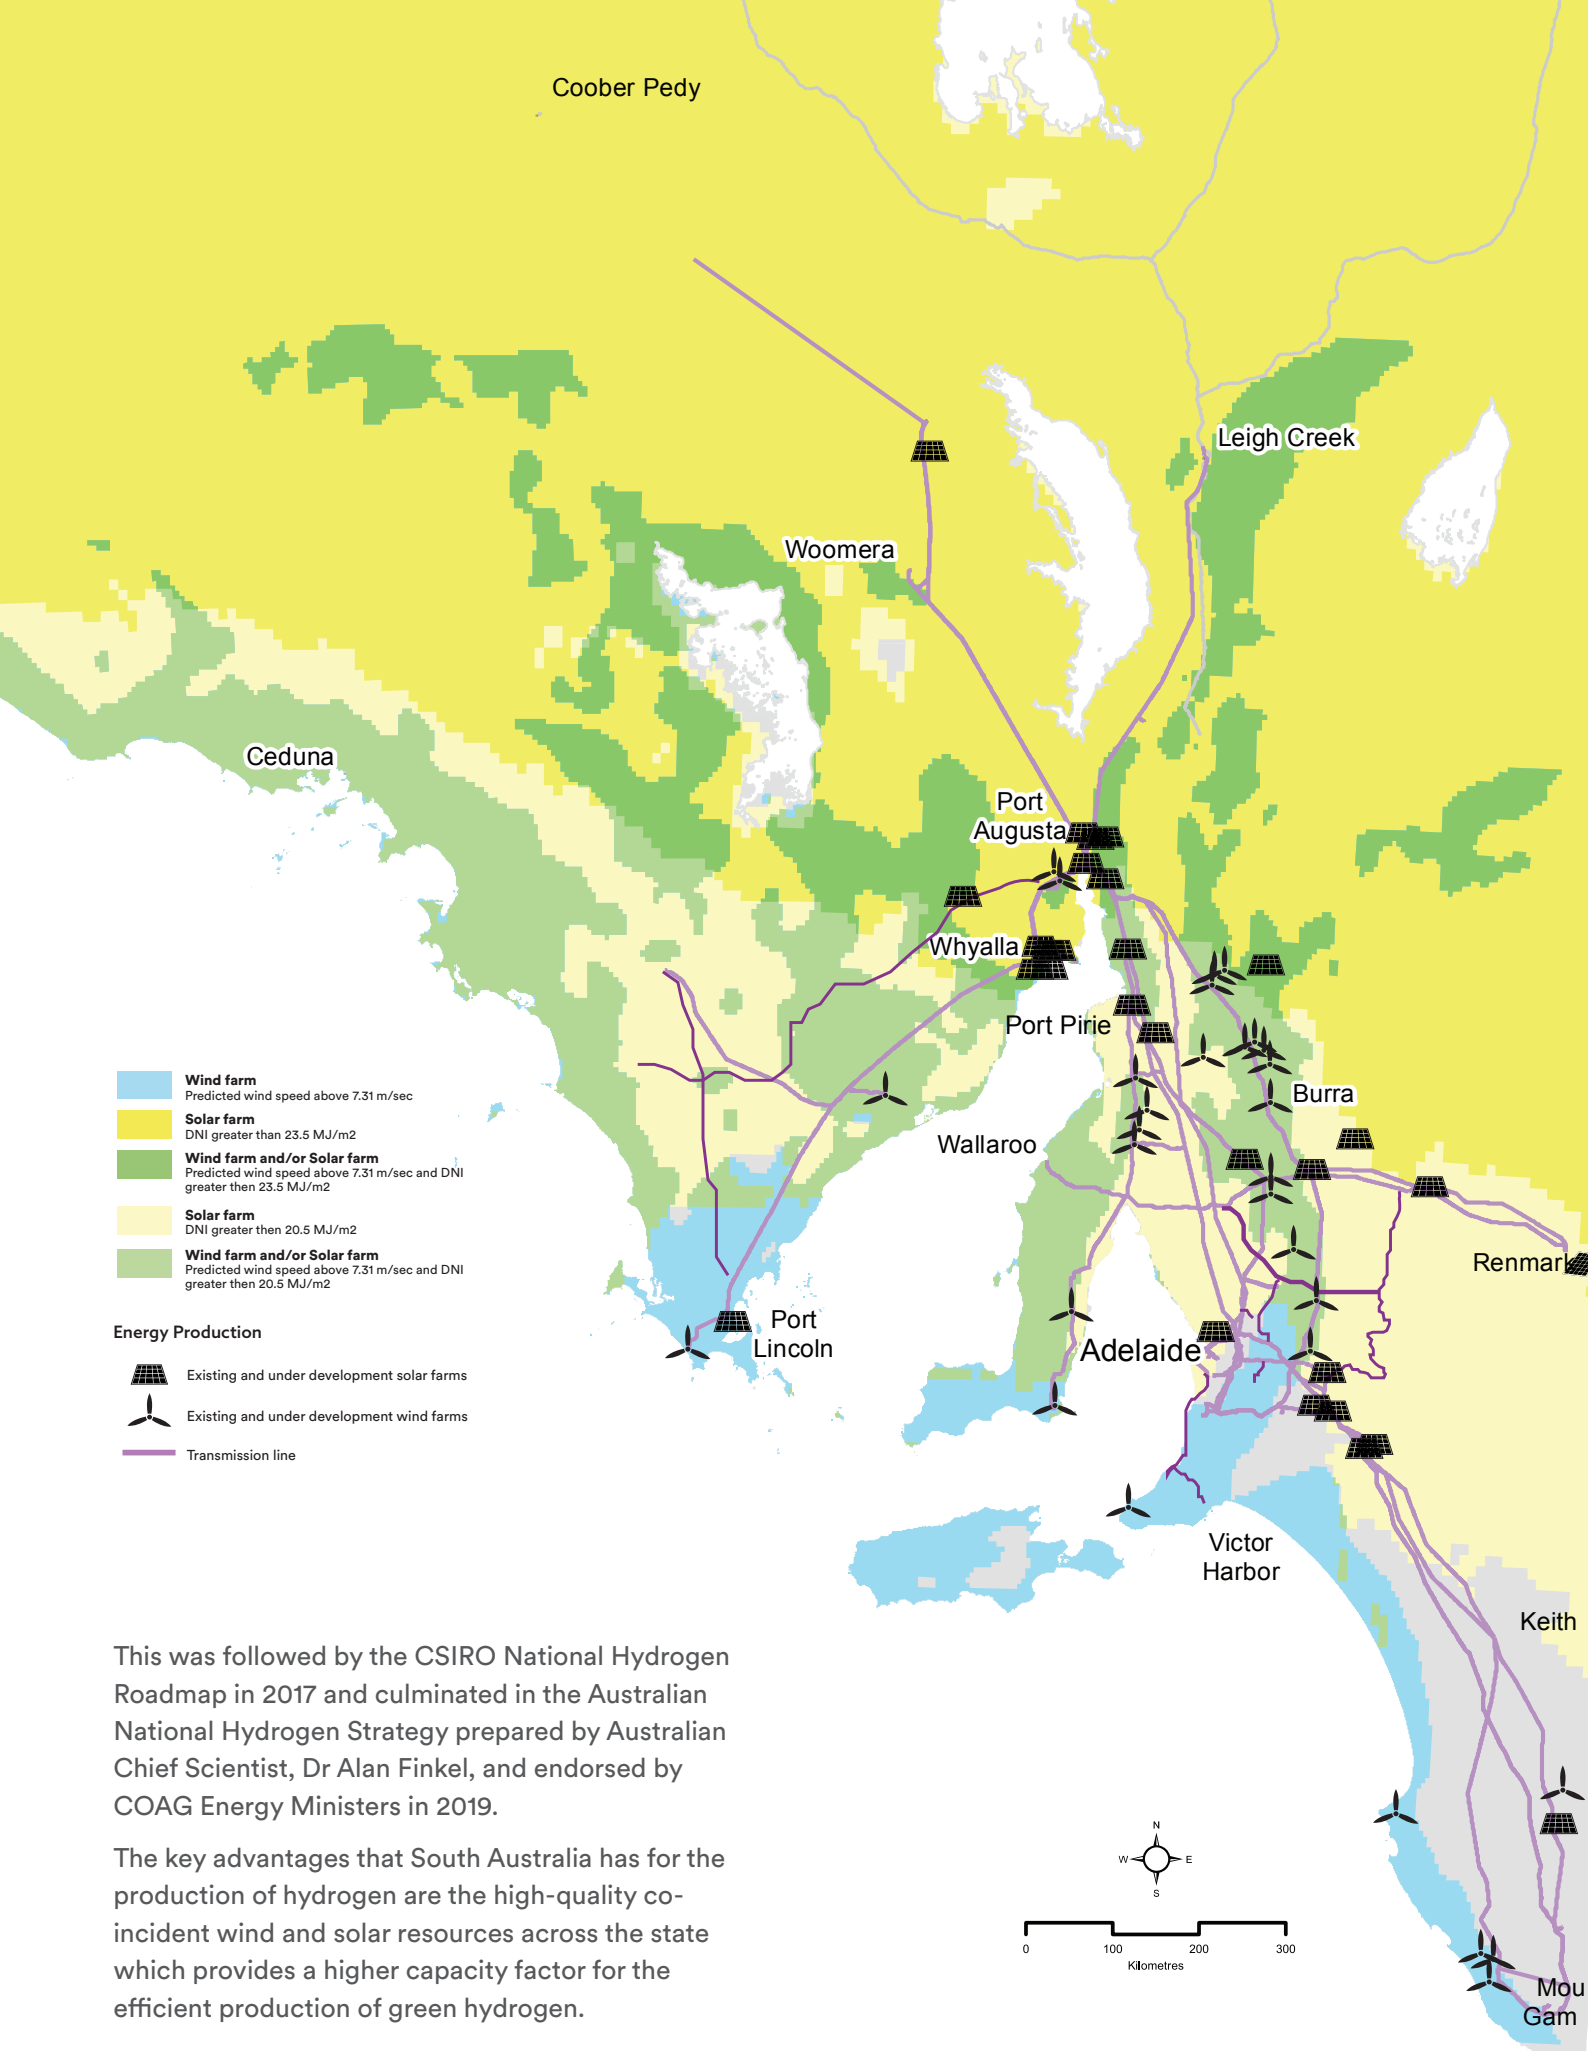 Coober Pedy
Leigh Creek
Woomera
Ceduna
Port
Augusta
Whyalla
Port Pirie
Burra
Wallaroo
Renmark
Port
Lincoln
Adelaide
Victor
Harbor
Keith
Mou
Gam
Wind farm
Predicted wind speed above 7.31 m/sec
Solar farm
DNI greater than 23.5 MJ/m2
Wind farm and/or Solar farm
Predicted wind speed above 7.31 m/sec and DNI
greater then 23.5 MJ/m2
Solar farm
DNI greater then 20.5 MJ/m2
Wind farm and/or Solar farm
Predicted wind speed above 7.31 m/sec and DNI
greater then 20.5 MJ/m2
Energy Production
Existing and under development solar farms
Existing and under development wind farms
Transmission line
This was followed by the CSIRO National Hydrogen
Roadmap in 2017 and culminated in the Australian
National Hydrogen Strategy prepared by Australian
Chief Scientist, Dr Alan Finkel, and endorsed by
COAG Energy Ministers in 2019.
The key advantages that South Australia has for the
production of hydrogen are the high-quality co-
incident wind and solar resources across the state
which provides a higher capacity factor for the
efficient production of green hydrogen.
N
W E
S
0 100 200 300
Kilometres